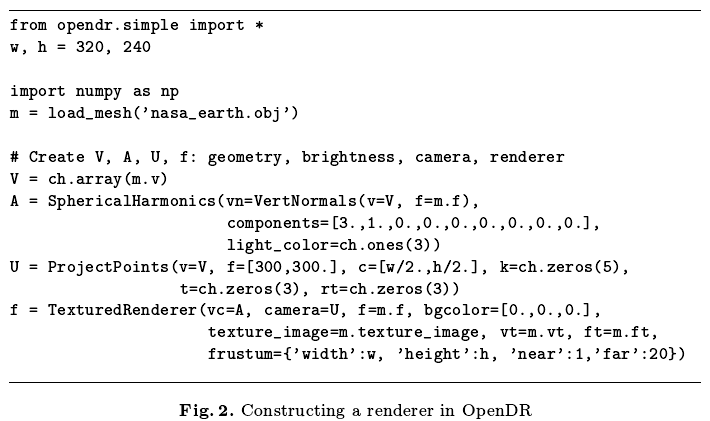 from opendr.simple import *
w, h = 320, 240
import numpy as np
m = load_mesh('nasa_earth.obj')
# Create V, A, U, f: geometry, brightness, camera, renderer
V = ch.array(m.v)
A = SphericalHarmonics(vn=VertNormals(v=V, f=m.f),
components=[3.,1.,0.,0.,0.,0.,0.,0.,0.],
light_color=ch.ones(3))
U = ProjectPoints(v=V, f=[300,300.], c=[w/2.,h/2.], k=ch.zeros(5),
t=ch.zeros(3), rt=ch.zeros(3))
f = TexturedRenderer(vc=A, camera=U, f=m.f, bgcolor=[0.,0.,0.],
texture_image=m.texture_image, vt=m.vt, ft=m.ft,
frustum={'width':w, 'height':h, 'near':1,'far':20})
Fig. 2. Constructing a renderer in OpenDR